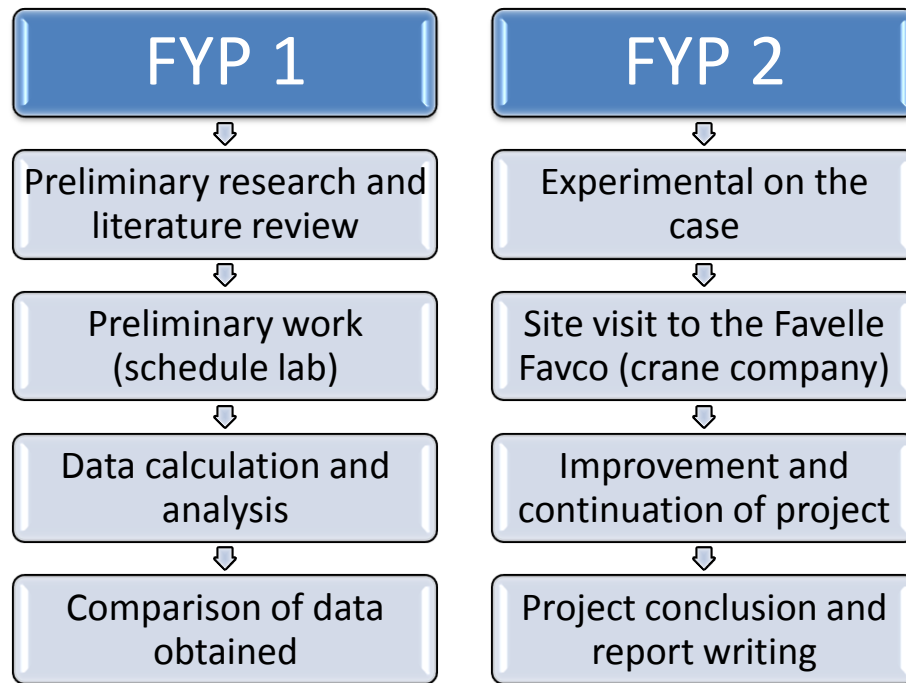 FYP 1
Preliminary research and
literature review
Preliminary work
(schedule lab)
Data calculation and
analysis
Comparison of data
obtained
FYP 2
Experimental on the
case
Site visit to the Favelle
Favco (crane company)
Improvement and
continuation of project
Project conclusion and
report writing